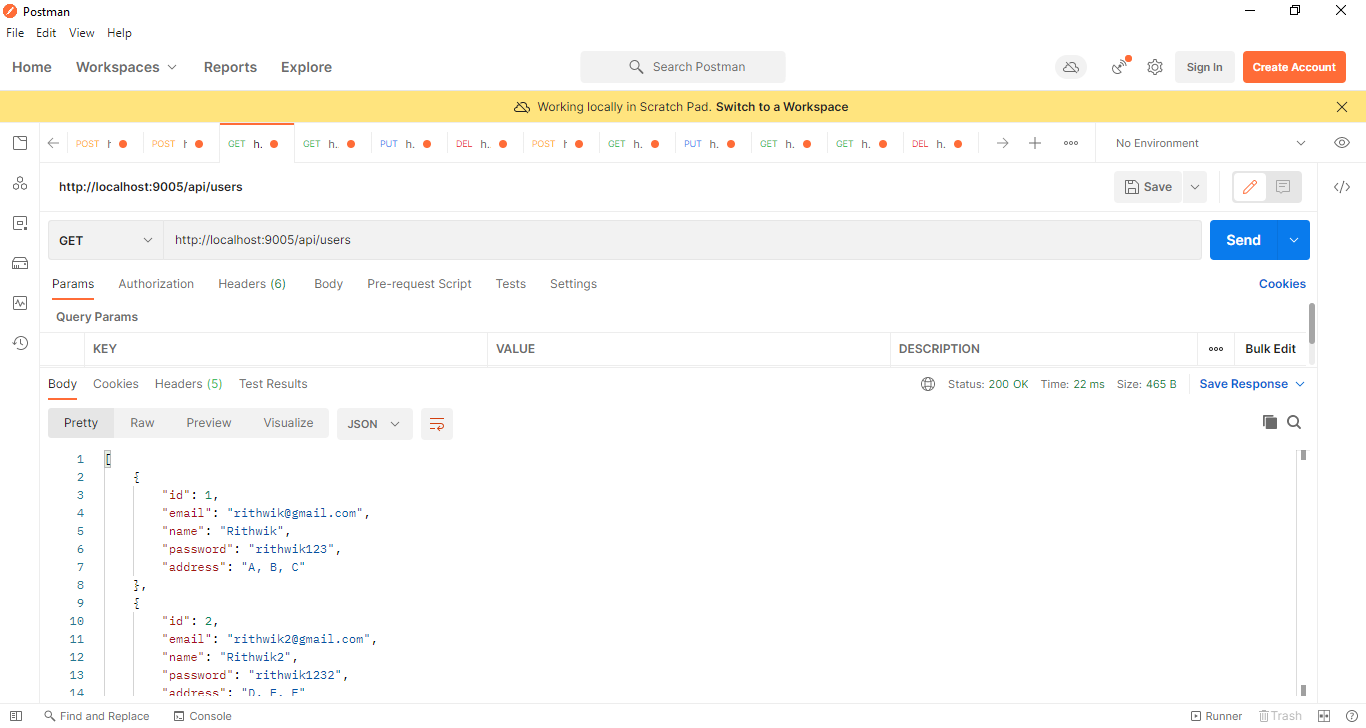 Postman
File Edit View Help
Home Workspaces Reports Explore Search Postman Sign In Create Account
Working locally in Scratch Pad. Switch to a Workspace
POST h POST h GET h. GET h. PUT h. DEL h. POST h GET h. PUT h. GET h. GET h. DEL h. No Environment
http://localhost:9005/api/users Save
GET http://localhost:9005/api/users Send
Params Authorization Headers (6) Body Pre-request Script Tests Settings Cookies
Query Params
KEY VALUE DESCRIPTION Bulk Edit
Body Cookies Headers (5) Test Results Status: 200 OK Time: 22 ms Size: 465 B Save Response
Pretty Raw Preview Visualize JSON
1 [
2 {
3 "id": 1,
4 "email": "rithwik@gmail.com",
5 "name": "Rithwik",
6 "password": "rithwik123",
7 "address": "A, B, C"
8 },
9 {
10 "id": 2,
11 "email": "rithwik2@gmail.com",
12 "name": "Rithwik2",
13 "password": "rithwik1232",
14 "address": "D, E, F"
Find and Replace Console Runner Trash